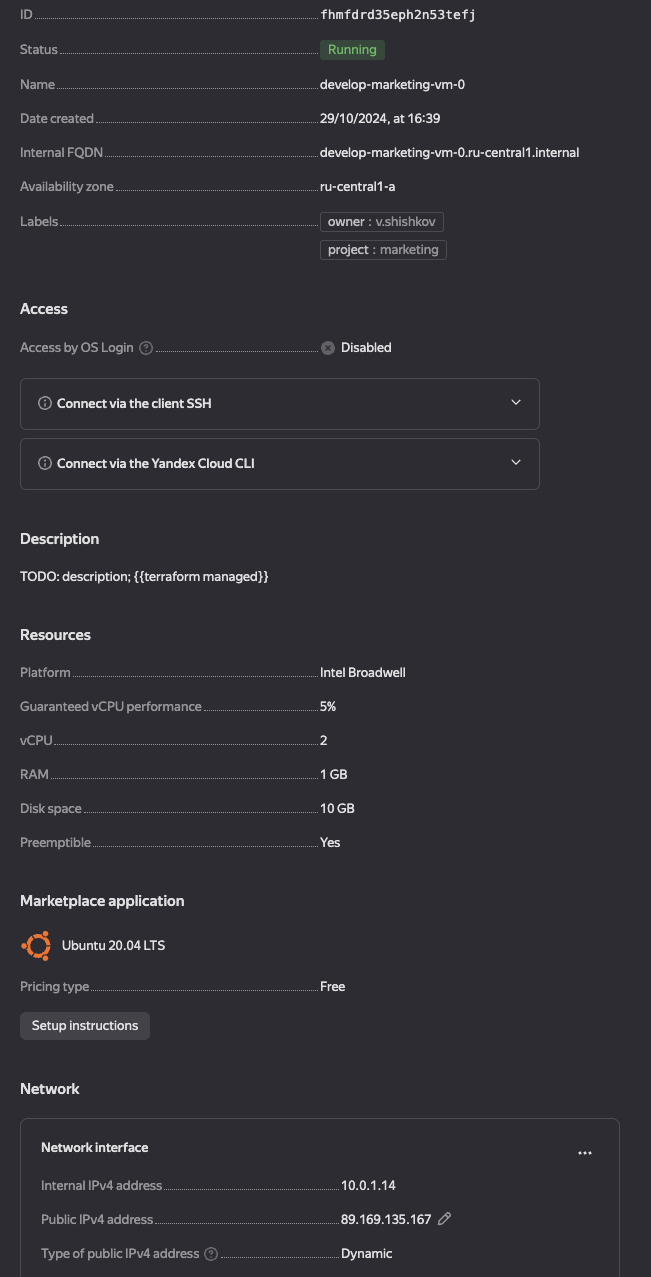 ID fhmfdrd35eph2n53tefj
Status Running
Name develop-marketing-vm-0
Date created 29/10/2024, at 16:39
Internal FQDN develop-marketing-vm-0.ru-central1.internal
Availability zone ru-central1-a
Labels owner : v.shishkov
project : marketing
Access
Access by OS Login Disabled
Connect via the client SSH
Connect via the Yandex Cloud CLI
Description
TODO: description; {{terraform managed}}
Resources
Platform Intel Broadwell
Guaranteed vCPU performance 5%
vCPU 2
RAM 1 GB
Disk space 10 GB
Preemptible Yes
Marketplace application
Ubuntu 20.04 LTS
Pricing type Free
Setup instructions
Network
Network interface
Internal IPv4 address 10.0.1.14
Public IPv4 address 89.169.135.167
Type of public IPv4 address Dynamic